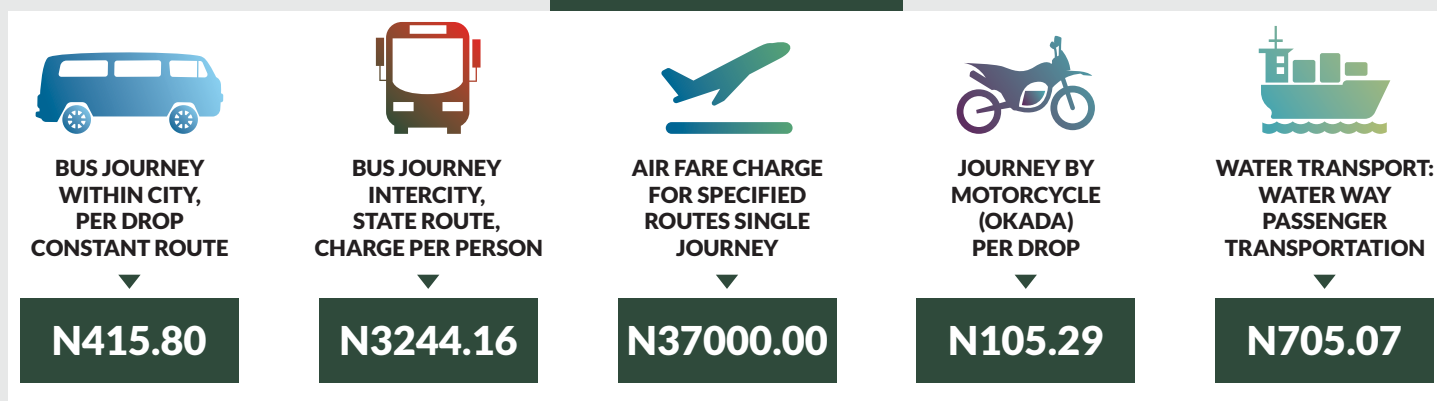 BUS JOURNEY
WITHIN CITY,
PER DROP
CONSTANT ROUTE
N415.80
BUS JOURNEY
INTERCITY,
STATE ROUTE,
CHARGE PER PERSON
N3244.16
AIR FARE CHARGE
FOR SPECIFIED
ROUTES SINGLE
JOURNEY
N37000.00
JOURNEY BY
MOTORCYCLE
(OKADA)
PER DROP
N105.29
WATER TRANSPORT:
WATER WAY
PASSENGER
TRANSPORTATION
N705.07